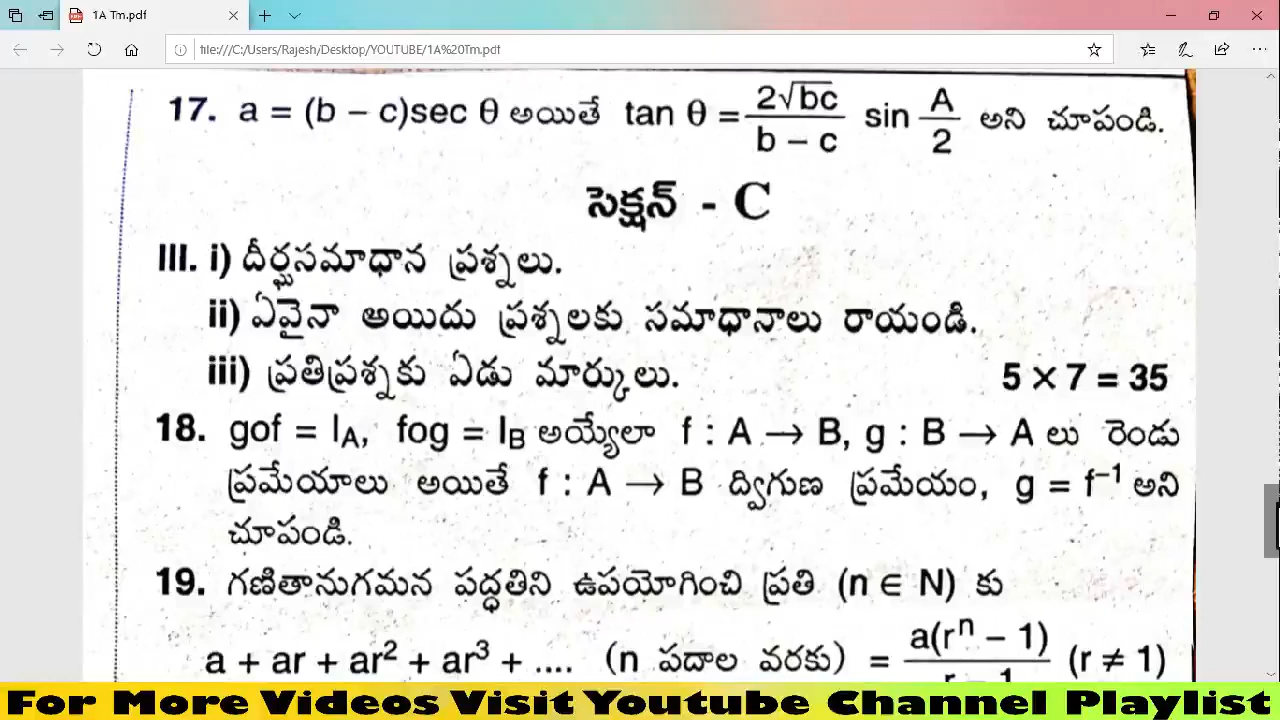 1A Tm.pdf
file:///C:/Users/Rajesh/Desktop/YOUTUBE/1A%20Tm.pdf
17. a = (b – c)sec θ అయితే tan θ = 2√bc / b – c sin A/2 అని చూపండి.
సెక్షన్ - C
III. i) దీర్ఘసమాధాన ప్రశ్నలు.
ii) ఏవైనా అయిదు ప్రశ్నలకు సమాధానాలు రాయండి.
iii) ప్రతిప్రశ్నకు ఏడు మార్కులు. 5 × 7 = 35
18. gof = I_A, fog = I_B అయ్యేలా f : A → B, g : B → A లు రెండు
ప్రమేయాలు అయితే f : A → B ద్విగుణ ప్రమేయం, g = f⁻¹ అని
చూపండి.
19. గణితానుగమన పద్ధతిని ఉపయోగించి ప్రతి (n ∈ N) కు
a + ar + ar² + ar³ + .... (n పదాల వరకు) = a(rⁿ – 1) / r – 1 (r ≠ 1)
For More Videos Visit Youtube Channel Playlist